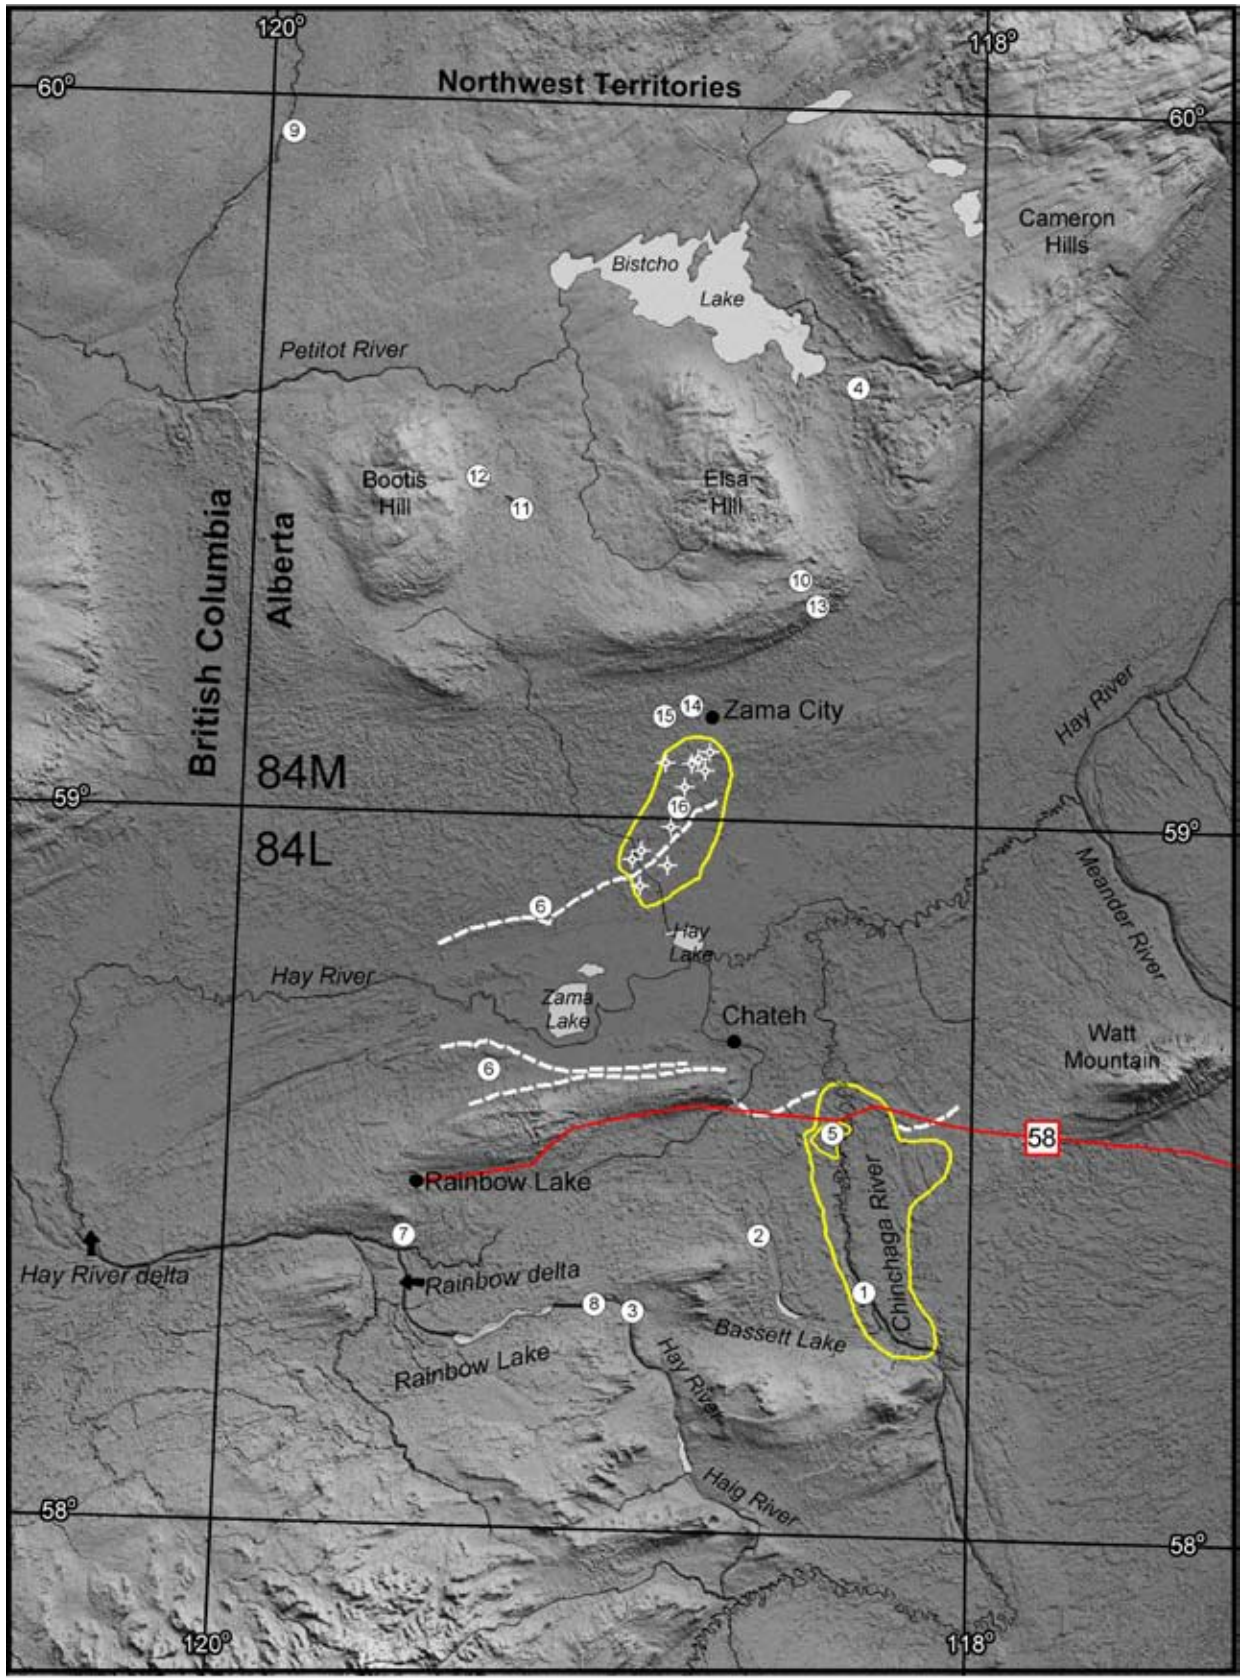 120°
118°
60°
Northwest Territories
60°
9
Cameron
Hills
Bistcho
Lake
Petitot River
4
Bootis
Hill
12
11
Elsa
Hill
10
13
British Columbia
Alberta
Hay River
15
14
Zama City
84M
59°
16
59°
84L
Meander River
6
Hay
Lake
Hay River
Zama
Lake
Chateh
Watt
Mountain
6
5
58
Rainbow Lake
Chinchaga River
7
2
Hay River delta
Rainbow delta
1
8
3
Bassett Lake
Rainbow Lake
Hay River
Haig River
58°
58°
120°
118°